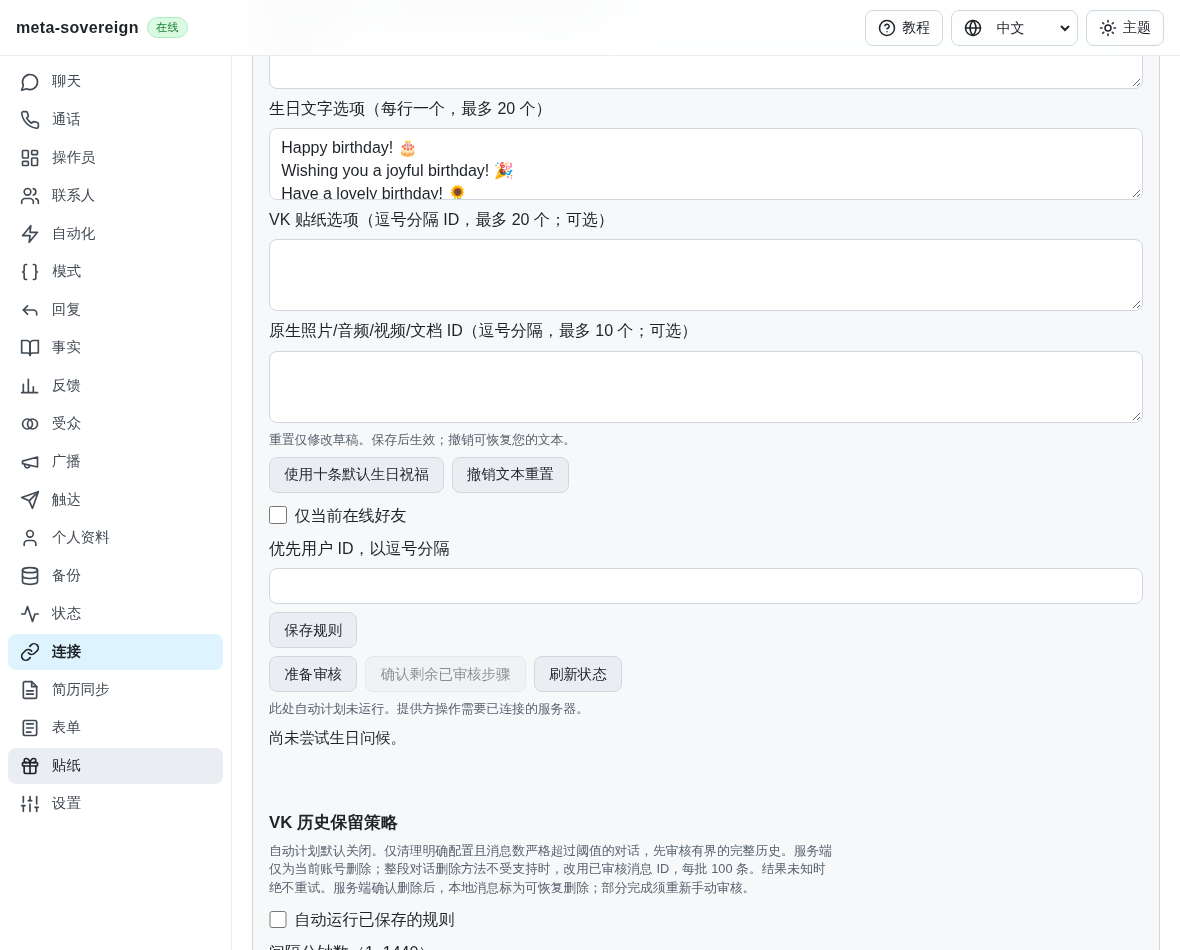 meta-sovereign 在线 教程 中文 主题
聊天
通话
操作员
联系人
自动化
模式
回复
事实
反馈
受众
广播
触达
个人资料
备份
状态
连接
简历同步
表单
贴纸
设置
生日文字选项（每行一个，最多 20 个）
Happy birthday! 🎂
Wishing you a joyful birthday! 🎉
Have a lovely birthday! 🌻
VK 贴纸选项（逗号分隔 ID，最多 20 个；可选）
原生照片/音频/视频/文档 ID（逗号分隔，最多 10 个；可选）
重置仅修改草稿。保存后生效；撤销可恢复您的文本。
使用十条默认生日祝福 撤销文本重置
仅当前在线好友
优先用户 ID，以逗号分隔
保存规则
准备审核 确认剩余已审核步骤 刷新状态
此处自动计划未运行。提供方操作需要已连接的服务器。
尚未尝试生日问候。
VK 历史保留策略
自动计划默认关闭。仅清理明确配置且消息数严格超过阈值的对话，先审核有界的完整历史。服务端
仅为当前账号删除；整段对话删除方法不受支持时，改用已审核消息 ID，每批 100 条。结果未知时
绝不重试。服务端确认删除后，本地消息标为可恢复删除；部分完成须重新手动审核。
自动运行已保存的规则
间隔分钟数（1–1440）